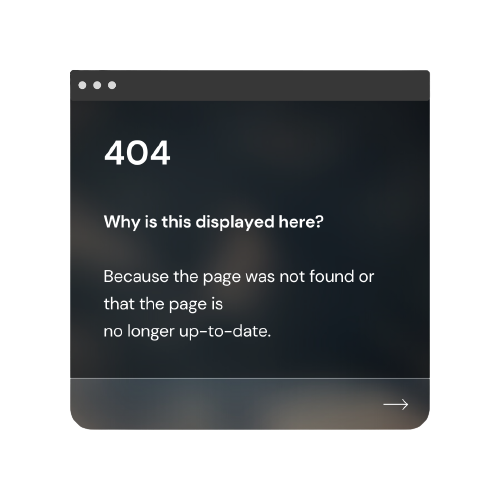 404
Why is this displayed here?
Because the page was not found or
that the page is
no longer up-to-date.